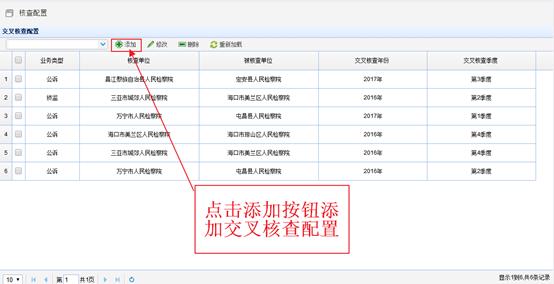 核查配置
交叉核查配置
添加 修改 删除 重新加载
业务类型 核查单位 被核查单位 交叉核查年份 交叉核查季度
1 公诉 昌江黎族自治县人民检察院 定安县人民检察院 2017年 第3季度
2 侦监 三亚市城郊人民检察院 海口市美兰区人民检察院 2016年 第2季度
3 公诉 万宁市人民检察院 屯昌县人民检察院 2017年 第1季度
4 公诉 海口市美兰区人民检察院 海口市琼山区人民检察院 2016年 第4季度
5 公诉 三亚市城郊人民检察院 海口市美兰区人民检察院 2016年 第4季度
6 公诉 万宁市人民检察院 屯昌县人民检察院 2016年 第2季度
点击添加按钮添
加交叉核查配置
10 第 1 共1页 显示1到6,共6条记录